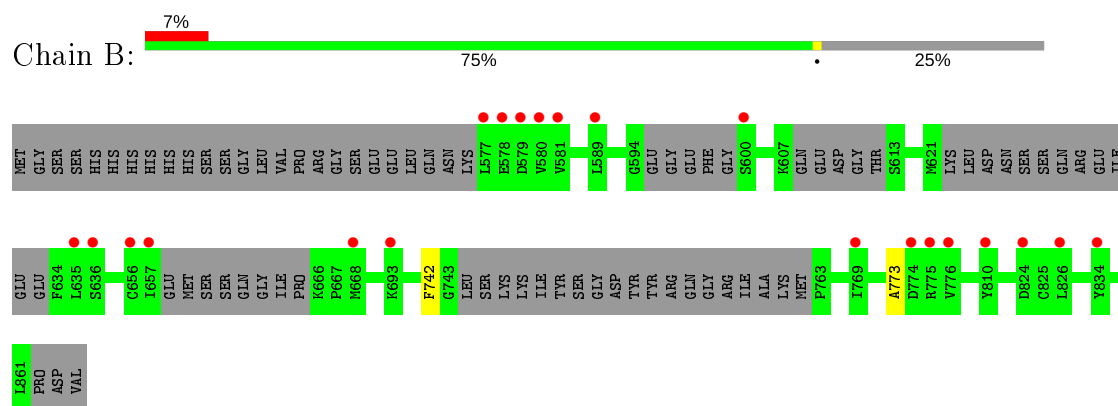 7%
Chain B:
75% • 25%
MET GLY SER SER HIS HIS HIS HIS HIS HIS SER SER GLY LEU VAL PRO ARG GLY SER GLU GLU LEU GLN ASN LYS L577 E578 D579 V580 V581 L589 G594 GLU GLY GLU PHE GLY S600 K607 GLN GLU ASP GLY THR S613 M621 LYS LEU ASP ASN SER SER GLN ARG GLU ILE
GLU GLU F634 L635 S636 C656 I657 GLU MET SER SER GLN GLY ILE PRO K666 P667 M668 K693 F742 G743 LEU SER LYS LYS ILE TYR SER GLY ASP TYR TYR ARG GLN GLY ARG ILE ALA LYS MET P763 I769 A773 D774 R775 V776 Y810 D824 C825 L826 Y834
L861 PRO ASP VAL